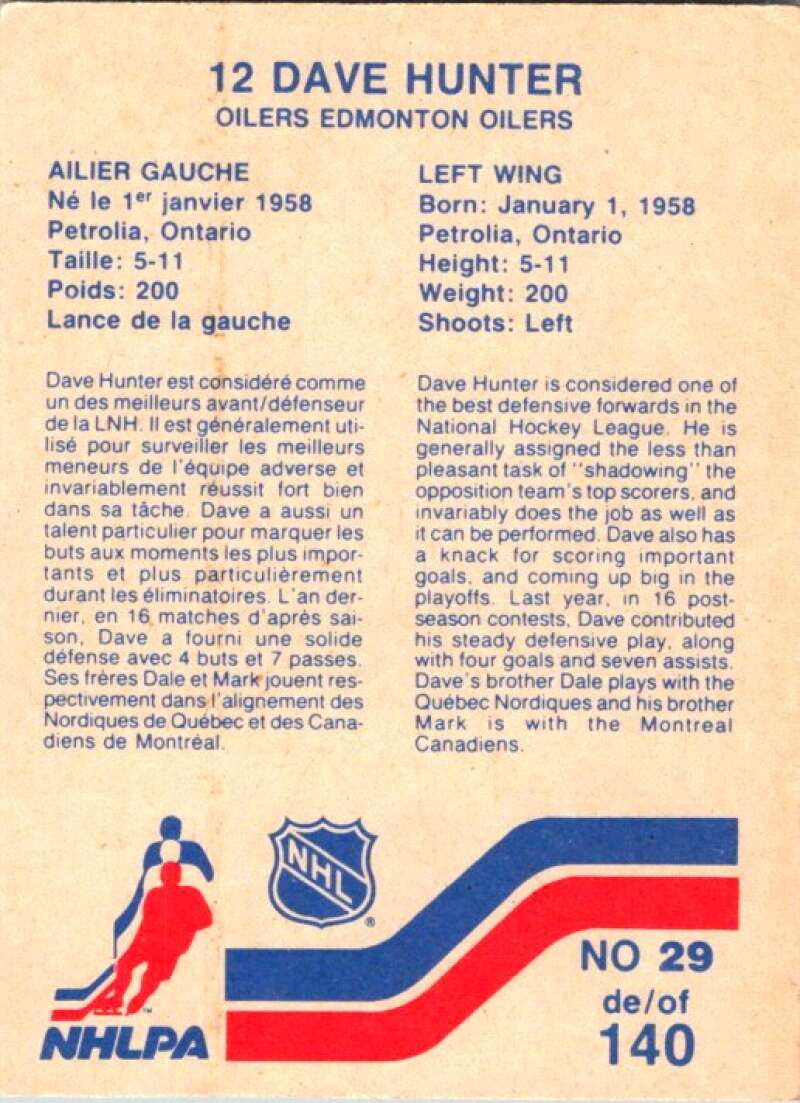 12 DAVE HUNTER
OILERS EDMONTON OILERS
AILIER GAUCHE
Né le 1er janvier 1958
Petrolia, Ontario
Taille: 5-11
Poids: 200
Lance de la gauche
Dave Hunter est considéré comme
un des meilleurs avant/défenseur
de la LNH. Il est généralement uti-
lisé pour surveiller les meilleurs
meneurs de l'équipe adverse et
invariablement réussit fort bien
dans sa tâche. Dave a aussi un
talent particulier pour marquer les
buts aux moments les plus impor-
tants et plus particulièrement
durant les éliminatoires. L'an der-
nier, en 16 matches d'après sai-
son, Dave a fourni une solide
défense avec 4 buts et 7 passes.
Ses frères Dale et Mark jouent res-
pectivement dans l'alignement des
Nordiques de Québec et des Cana-
diens de Montréal.
LEFT WING
Born: January 1, 1958
Petrolia, Ontario
Height: 5-11
Weight: 200
Shoots: Left
Dave Hunter is considered one of
the best defensive forwards in the
National Hockey League. He is
generally assigned the less than
pleasant task of "shadowing" the
opposition team's top scorers, and
invariably does the job as well as
it can be performed. Dave also has
a knack for scoring important
goals, and coming up big in the
playoffs. Last year, in 16 post-
season contests, Dave contributed
his steady defensive play, along
with four goals and seven assists.
Dave's brother Dale plays with the
Québec Nordiques and his brother
Mark is with the Montreal
Canadiens.
NHL®
TM
NHLPA
NO 29
de/of
140